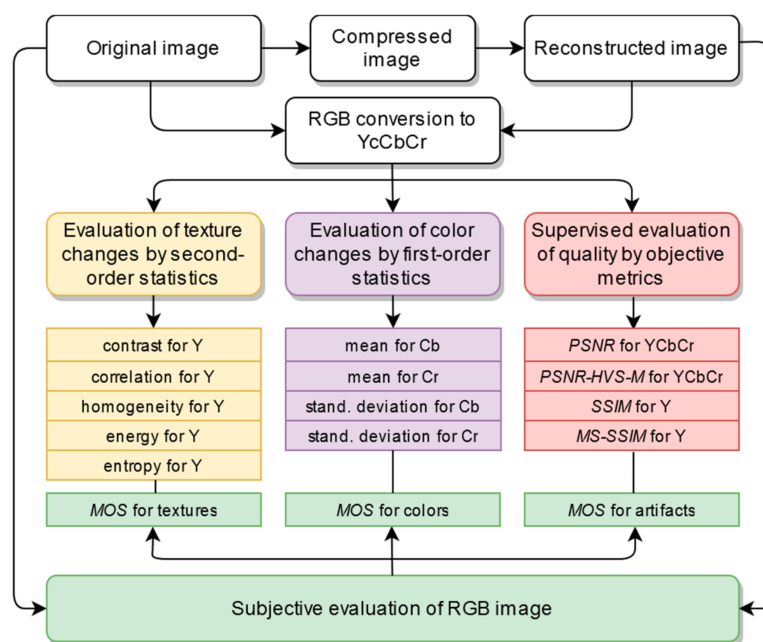 Original image
Compressed
image
Reconstructed image
RGB conversion to
YcCbCr
Evaluation of texture
changes by second-
order statistics
Evaluation of color
changes by first-order
statistics
Supervised evaluation
of quality by objective
metrics
contrast for Y
correlation for Y
homogeneity for Y
energy for Y
entropy for Y
mean for Cb
mean for Cr
stand. deviation for Cb
stand. deviation for Cr
PSNR for YCbCr
PSNR-HVS-M for YCbCr
SSIM for Y
MS-SSIM for Y
MOS for textures
MOS for colors
MOS for artifacts
Subjective evaluation of RGB image